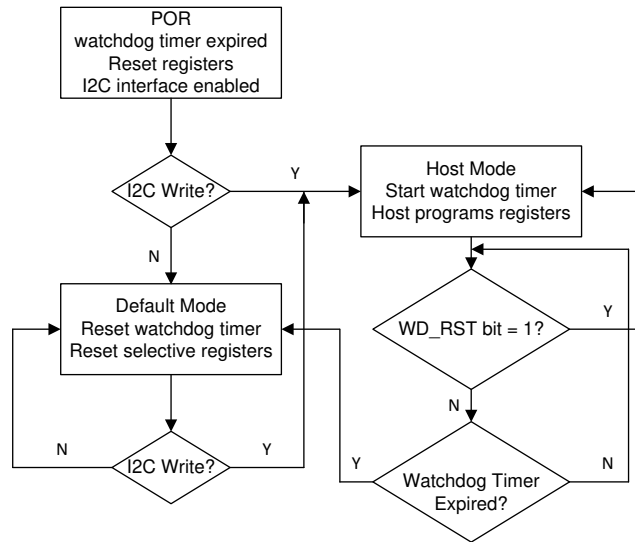 POR
watchdog timer expired
Reset registers
I2C interface enabled
I2C Write?
Y
N
Host Mode
Start watchdog timer
Host programs registers
Default Mode
Reset watchdog timer
Reset selective registers
WD_RST bit = 1?
Y
N
I2C Write?
N
Y
Watchdog Timer
Expired?
Y
N